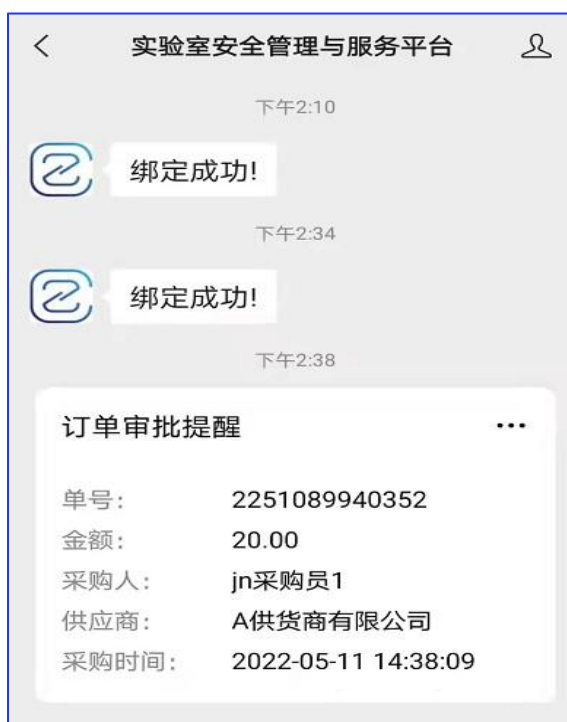 实验室安全管理与服务平台
下午2:10
绑定成功!
下午2:34
绑定成功!
下午2:38
订单审批提醒
单号: 2251089940352
金额: 20.00
采购人: jn采购员1
供应商: A供货商有限公司
采购时间: 2022-05-11 14:38:09